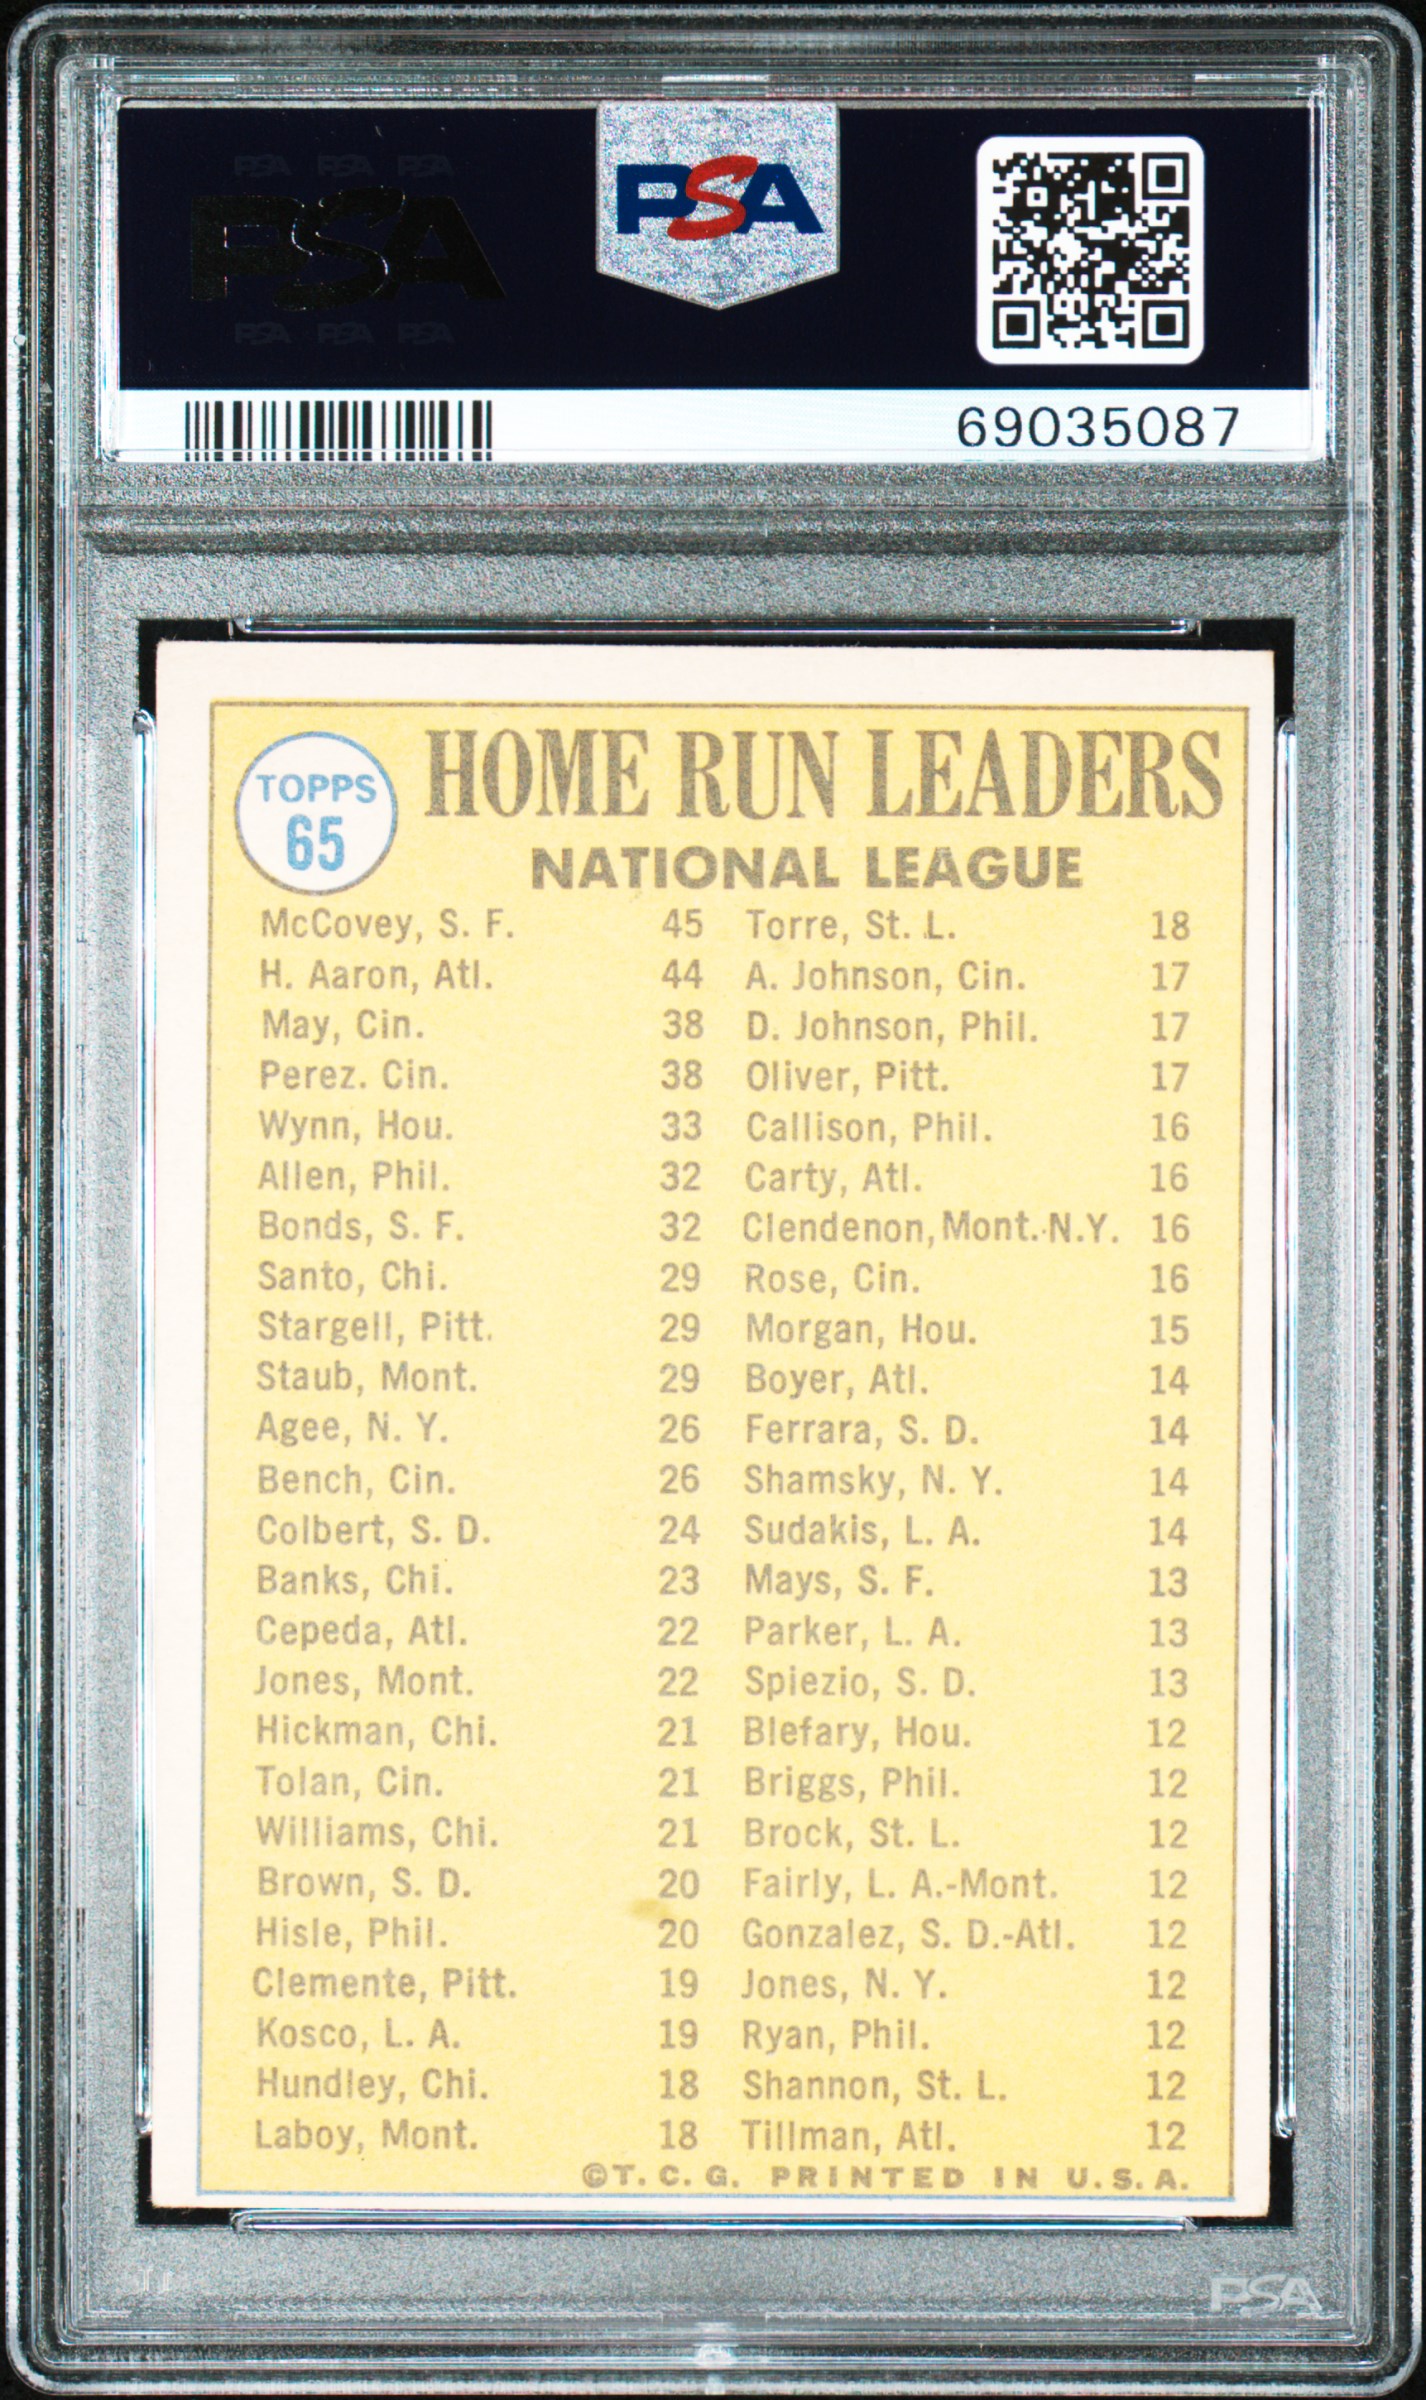 PSA PSA PSA
PSA
PSA PSA PSA
PSA
69035087
TOPPS
65
HOME RUN LEADERS
NATIONAL LEAGUE
McCovey, S. F. 45 Torre, St. L. 18
H. Aaron, Atl. 44 A. Johnson, Cin. 17
May, Cin. 38 D. Johnson, Phil. 17
Perez. Cin. 38 Oliver, Pitt. 17
Wynn, Hou. 33 Callison, Phil. 16
Allen, Phil. 32 Carty, Atl. 16
Bonds, S. F. 32 Clendenon, Mont.-N.Y. 16
Santo, Chi. 29 Rose, Cin. 16
Stargell, Pitt. 29 Morgan, Hou. 15
Staub, Mont. 29 Boyer, Atl. 14
Agee, N. Y. 26 Ferrara, S. D. 14
Bench, Cin. 26 Shamsky, N. Y. 14
Colbert, S. D. 24 Sudakis, L. A. 14
Banks, Chi. 23 Mays, S. F. 13
Cepeda, Atl. 22 Parker, L. A. 13
Jones, Mont. 22 Spiezio, S. D. 13
Hickman, Chi. 21 Blefary, Hou. 12
Tolan, Cin. 21 Briggs, Phil. 12
Williams, Chi. 21 Brock, St. L. 12
Brown, S. D. 20 Fairly, L. A.-Mont. 12
Hisle, Phil. 20 Gonzalez, S. D.-Atl. 12
Clemente, Pitt. 19 Jones, N. Y. 12
Kosco, L. A. 19 Ryan, Phil. 12
Hundley, Chi. 18 Shannon, St. L. 12
Laboy, Mont. 18 Tillman, Atl. 12
©T. C. G. PRINTED IN U. S. A.
PSA